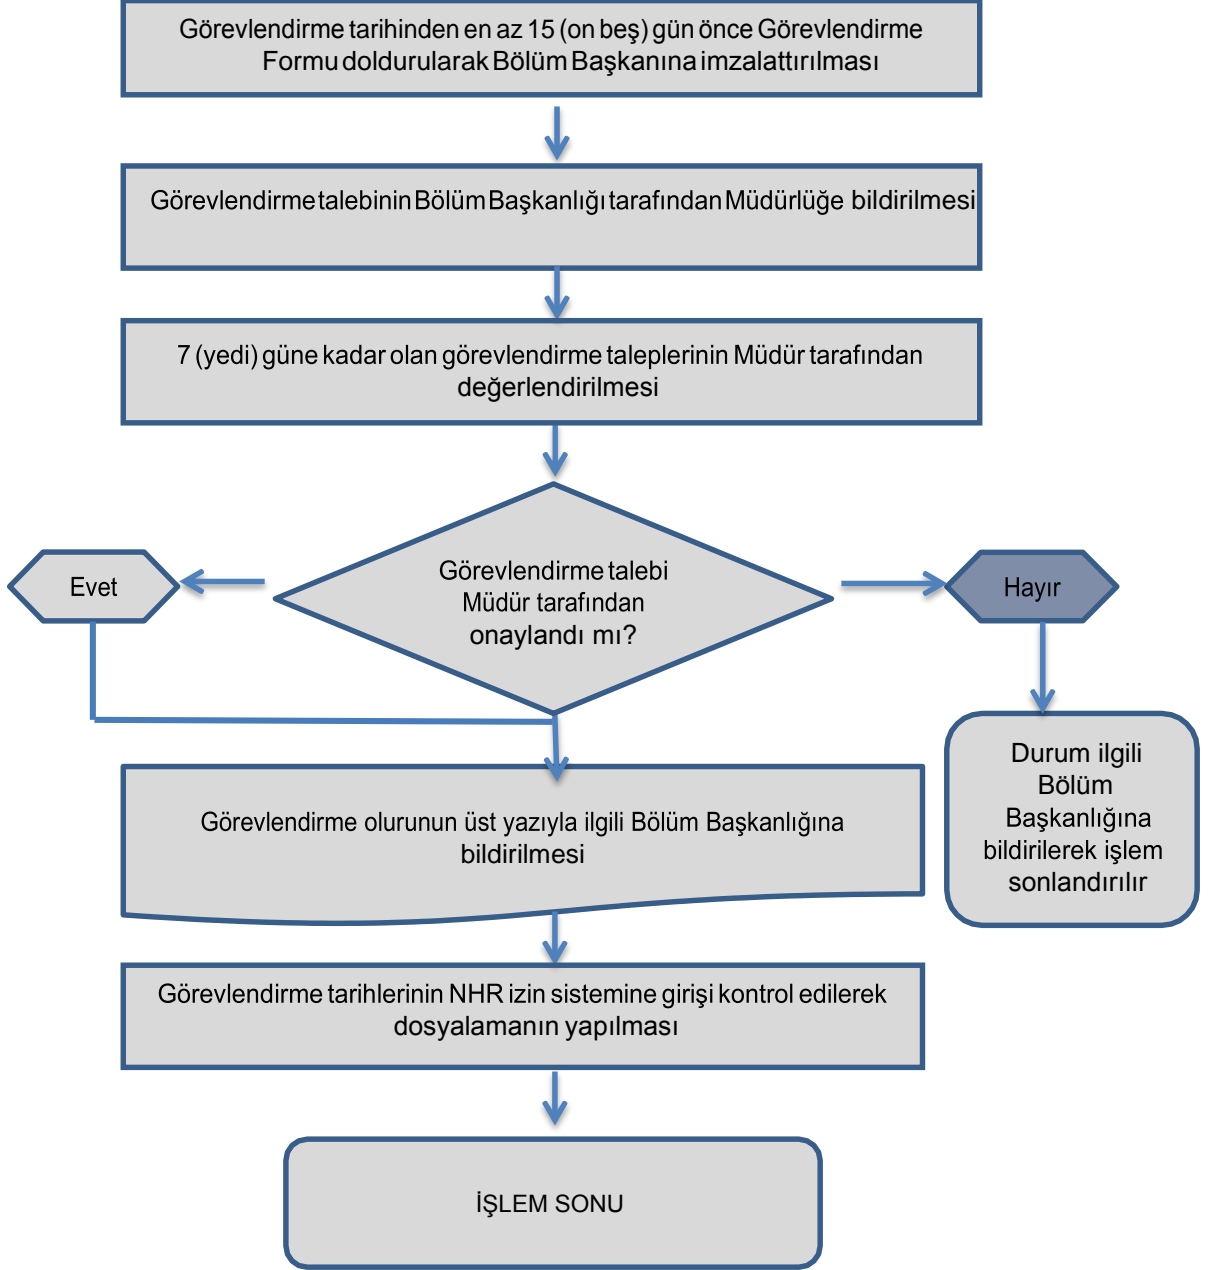 Görevlendirme tarihinden en az 15 (on beş) gün önce Görevlendirme
Formu doldurularak Bölüm Başkanına imzalattırılması
Görevlendirme talebinin Bölüm Başkanlığı tarafından Müdürlüğe bildirilmesi
7 (yedi) güne kadar olan görevlendirme taleplerinin Müdür tarafından
değerlendirilmesi
Evet
Görevlendirme talebi
Müdür tarafından
onaylandı mı?
Hayır
Durum ilgili
Bölüm
Başkanlığına
bildirilerek işlem
sonlandırılır
Görevlendirme olurunun üst yazıyla ilgili Bölüm Başkanlığına
bildirilmesi
Görevlendirme tarihlerinin NHR izin sistemine girişi kontrol edilerek
dosyalamanın yapılması
İŞLEM SONU